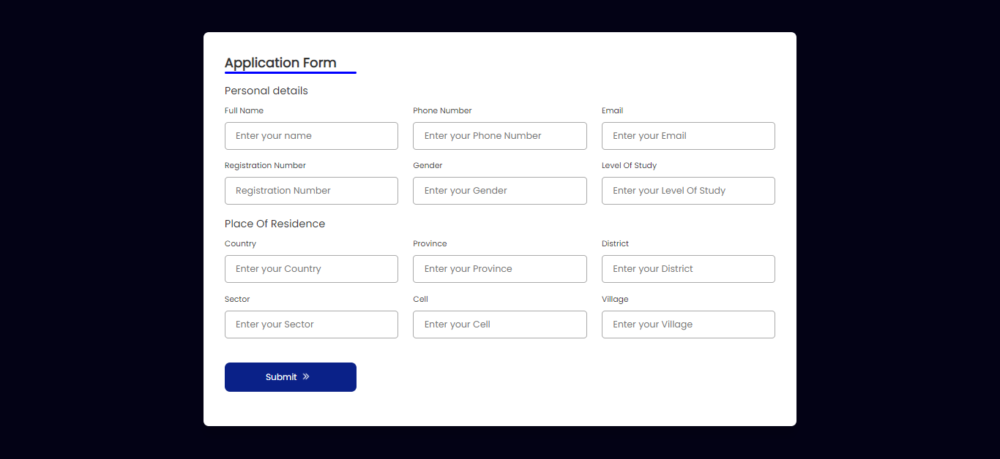 Application Form
Personal details
Full Name Phone Number Email
Enter your name Enter your Phone Number Enter your Email
Registration Number Gender Level Of Study
Registration Number Enter your Gender Enter your Level Of Study
Place Of Residence
Country Province District
Enter your Country Enter your Province Enter your District
Sector Cell Village
Enter your Sector Enter your Cell Enter your Village
Submit »